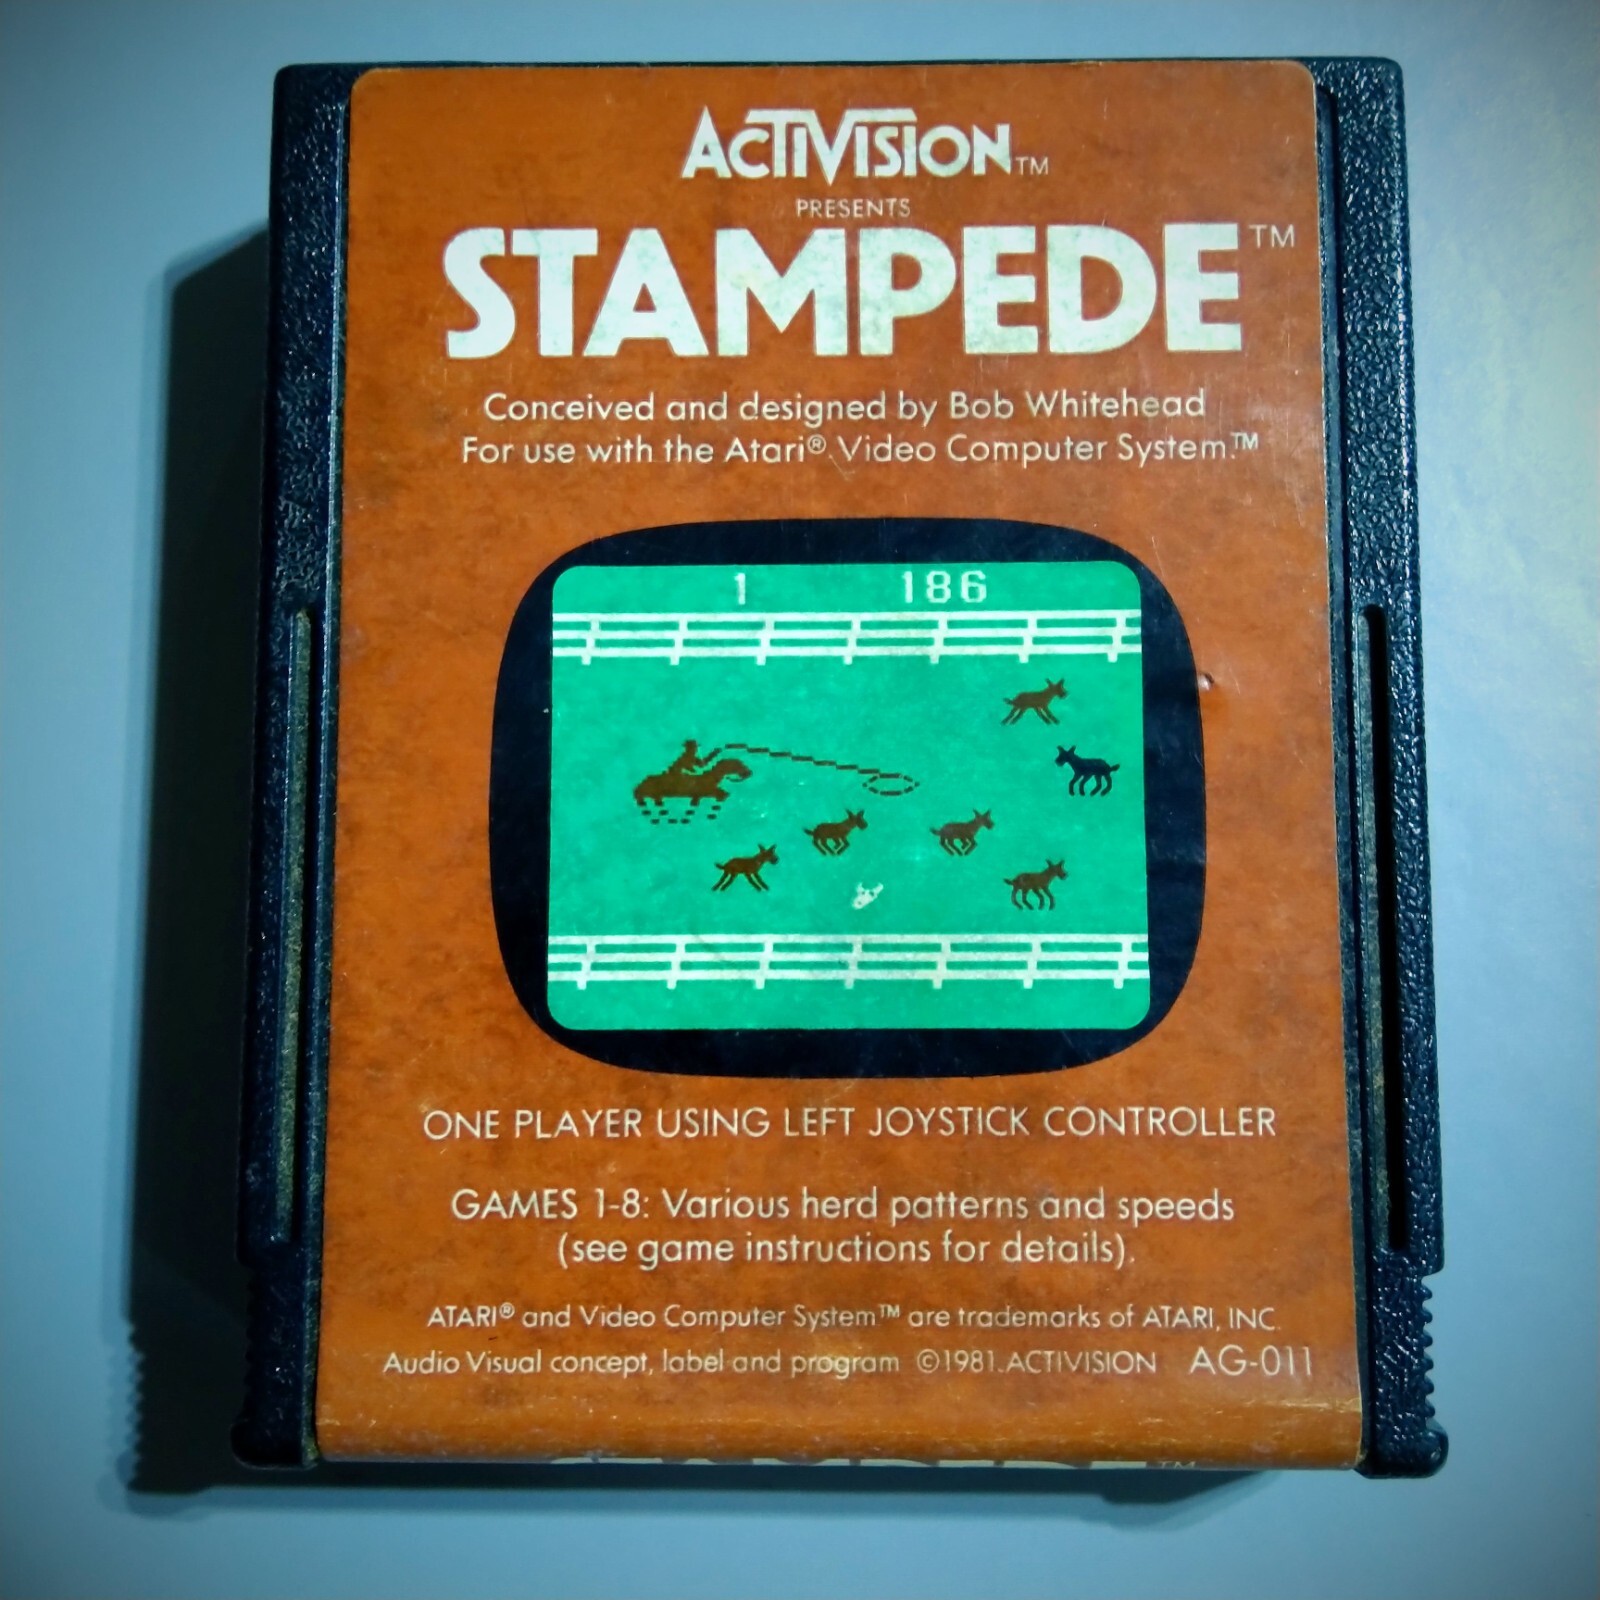 ACTIVISION™
PRESENTS
STAMPEDE™
Conceived and designed by Bob Whitehead
For use with the Atari® Video Computer System.™
1 186
ONE PLAYER USING LEFT JOYSTICK CONTROLLER
GAMES 1-8: Various herd patterns and speeds
(see game instructions for details).
ATARI® and Video Computer System™ are trademarks of ATARI, INC.
Audio Visual concept, label and program ©1981 ACTIVISION AG-011
STAMPEDE™